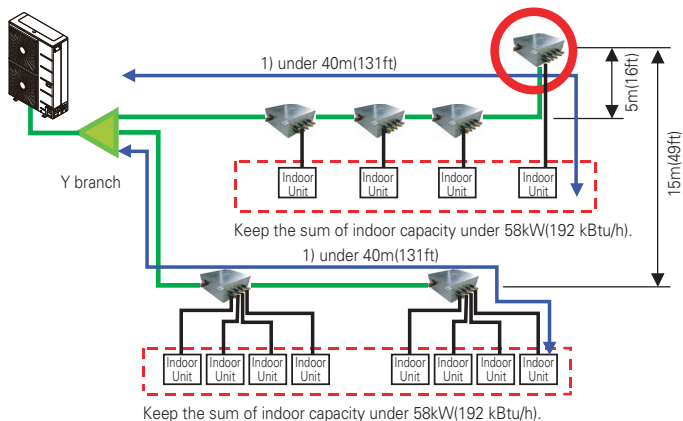 1) under 40m(131ft)
5m(16ft)
15m(49ft)
Y branch
Indoor
Unit
Indoor
Unit
Indoor
Unit
Indoor
Unit
Keep the sum of indoor capacity under 58kW(192 kBtu/h).
1) under 40m(131ft)
Indoor
Unit
Indoor
Unit
Indoor
Unit
Indoor
Unit
Indoor
Unit
Indoor
Unit
Indoor
Unit
Indoor
Unit
Keep the sum of indoor capacity under 58kW(192 kBtu/h).